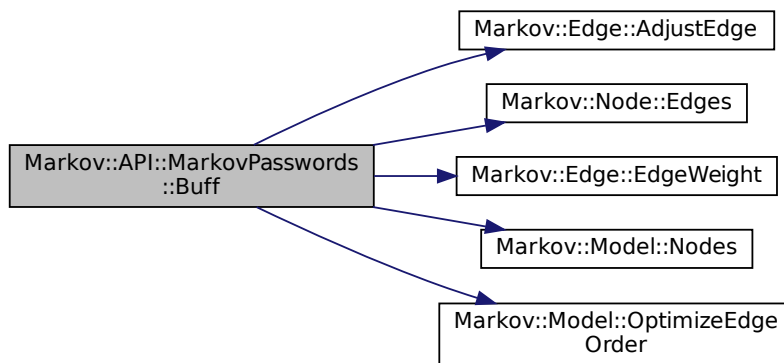 Markov::Edge::AdjustEdge
Markov::Node::Edges
Markov::API::MarkovPasswords
::Buff
Markov::Edge::EdgeWeight
Markov::Model::Nodes
Markov::Model::OptimizeEdge
Order